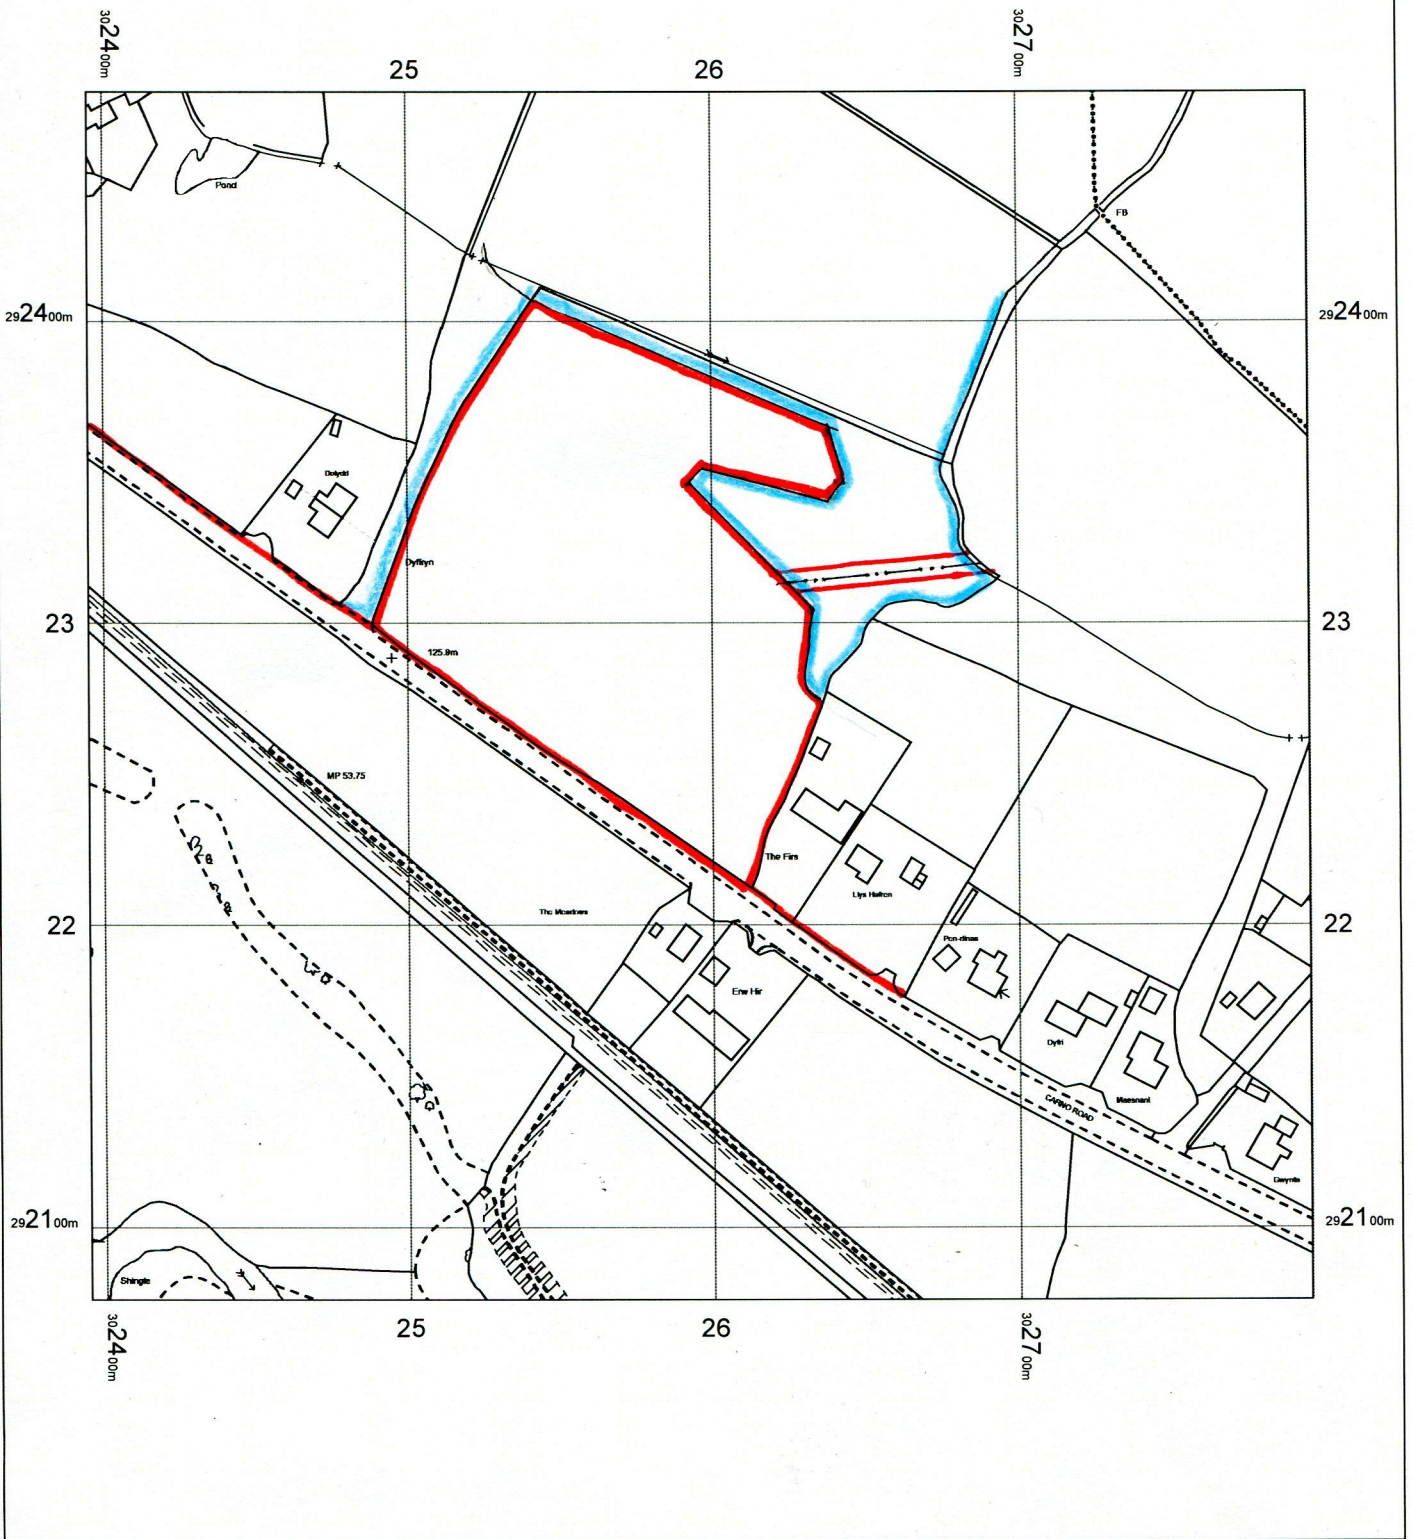 3024 00m
25
26
3027 00m
Pond
FB
2924 00m
2924 00m
Dolydd
Dyffryn
23
23
125.9m
MP 53.75
The Firs
Llys Hafren
The Meadows
22
22
Pen-dinas
Erw Hir
Dyfri
Maesnant
CARNO ROAD
Gwynfa
2921 00m
2921 00m
Shingle
3024 00m
25
26
3027 00m